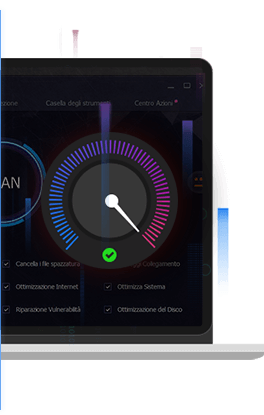 zione Casella degli strumenti Centro Azioni
AN
Cancella i file spazzatura Collegamento
Ottimizzazione Internet Ottimizza Sistema
Riparazione Vulnerabilità Ottimizzazione del Disco